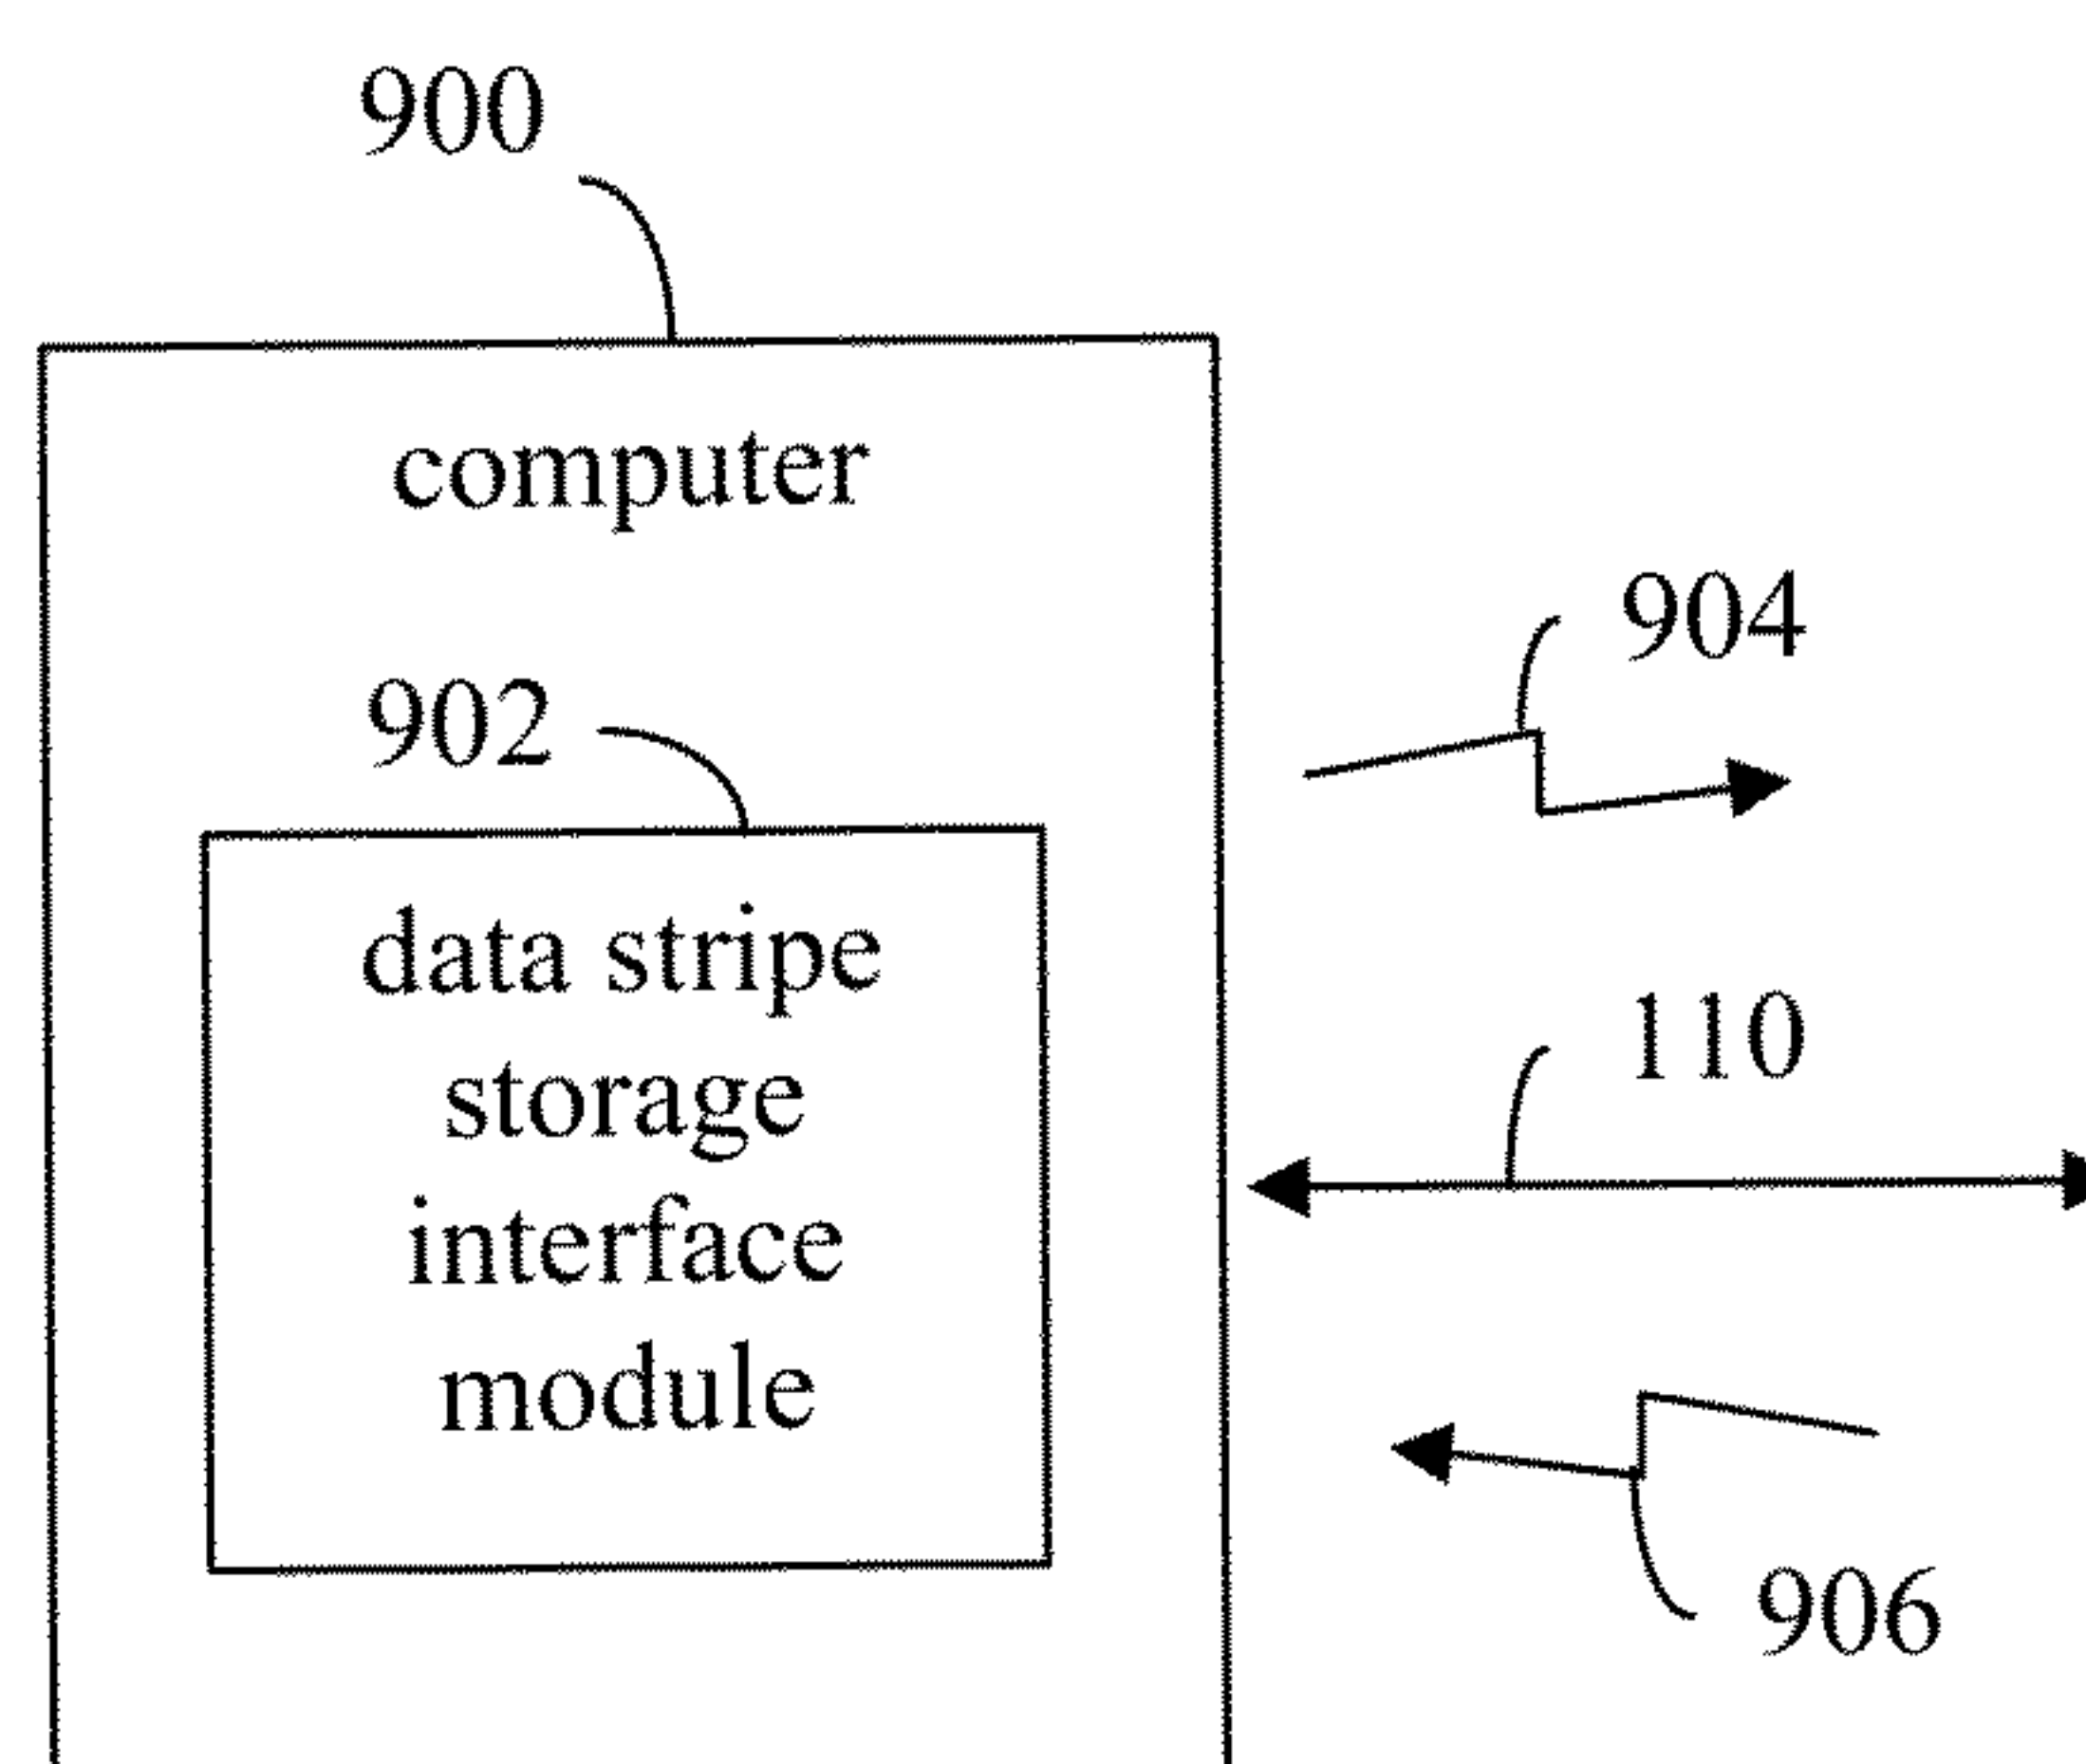 900
computer
904
902
data stripe
storage
interface
module
110
906